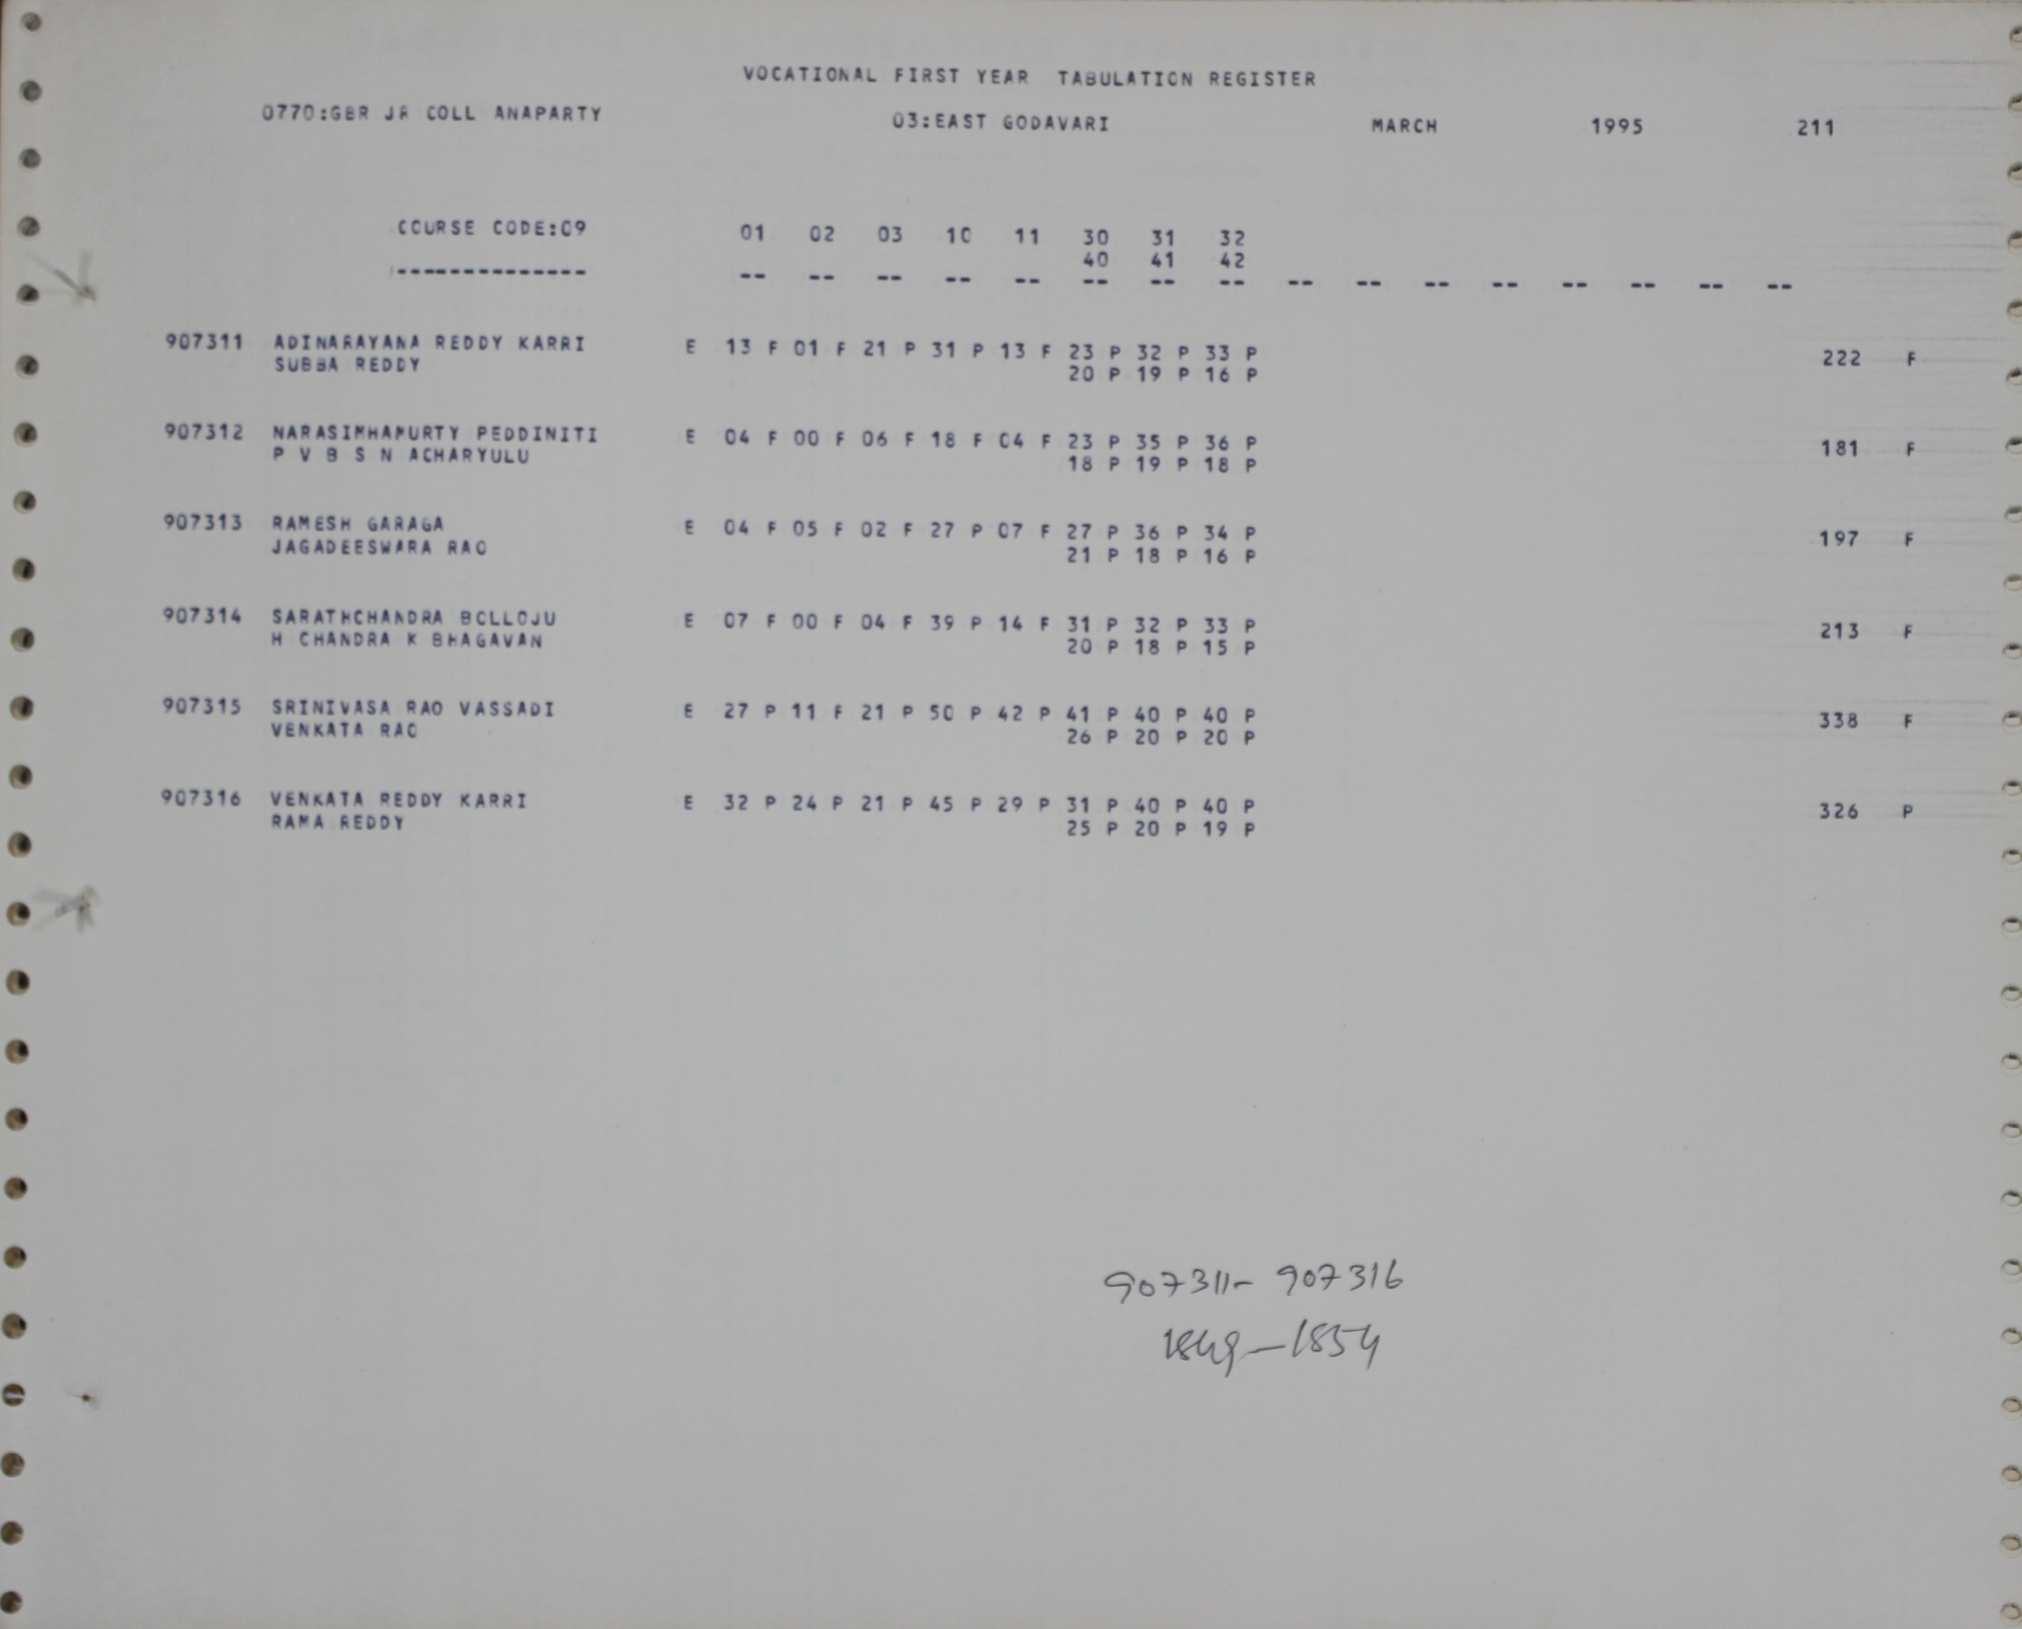 VOCATIONAL FIRST YEAR TABULATION REGISTER
0770:GBR JR COLL ANAPARTY 03:EAST GODAVARI MARCH 1995 211
COURSE CODE:09 01 02 03 10 11 30 31 32
40 41 42
-------------- -- -- -- -- -- -- -- -- -- -- -- -- -- -- -- --
907311 ADINARAYANA REDDY KARRI E 13 F 01 F 21 P 31 P 13 F 23 P 32 P 33 P 222 F
SUBBA REDDY 20 P 19 P 16 P
907312 NARASIMHAMURTY PEDDINITI E 04 F 00 F 06 F 18 F 04 F 23 P 35 P 36 P 181 F
P V B S N ACHARYULU 18 P 19 P 18 P
907313 RAMESH GARAGA E 04 F 05 F 02 F 27 P 07 F 27 P 36 P 34 P 197 F
JAGADEESWARA RAO 21 P 18 P 16 P
907314 SARATHCHANDRA BOLLOJU E 07 F 00 F 04 F 39 P 14 F 31 P 32 P 33 P 213 F
H CHANDRA K BHAGAVAN 20 P 18 P 15 P
907315 SRINIVASA RAO VASSADI E 27 P 11 F 21 P 50 P 42 P 41 P 40 P 40 P 338 F
VENKATA RAO 26 P 20 P 20 P
907316 VENKATA REDDY KARRI E 32 P 24 P 21 P 45 P 29 P 31 P 40 P 40 P 326 P
RAMA REDDY 25 P 20 P 19 P
907311- 907316
1849-1854